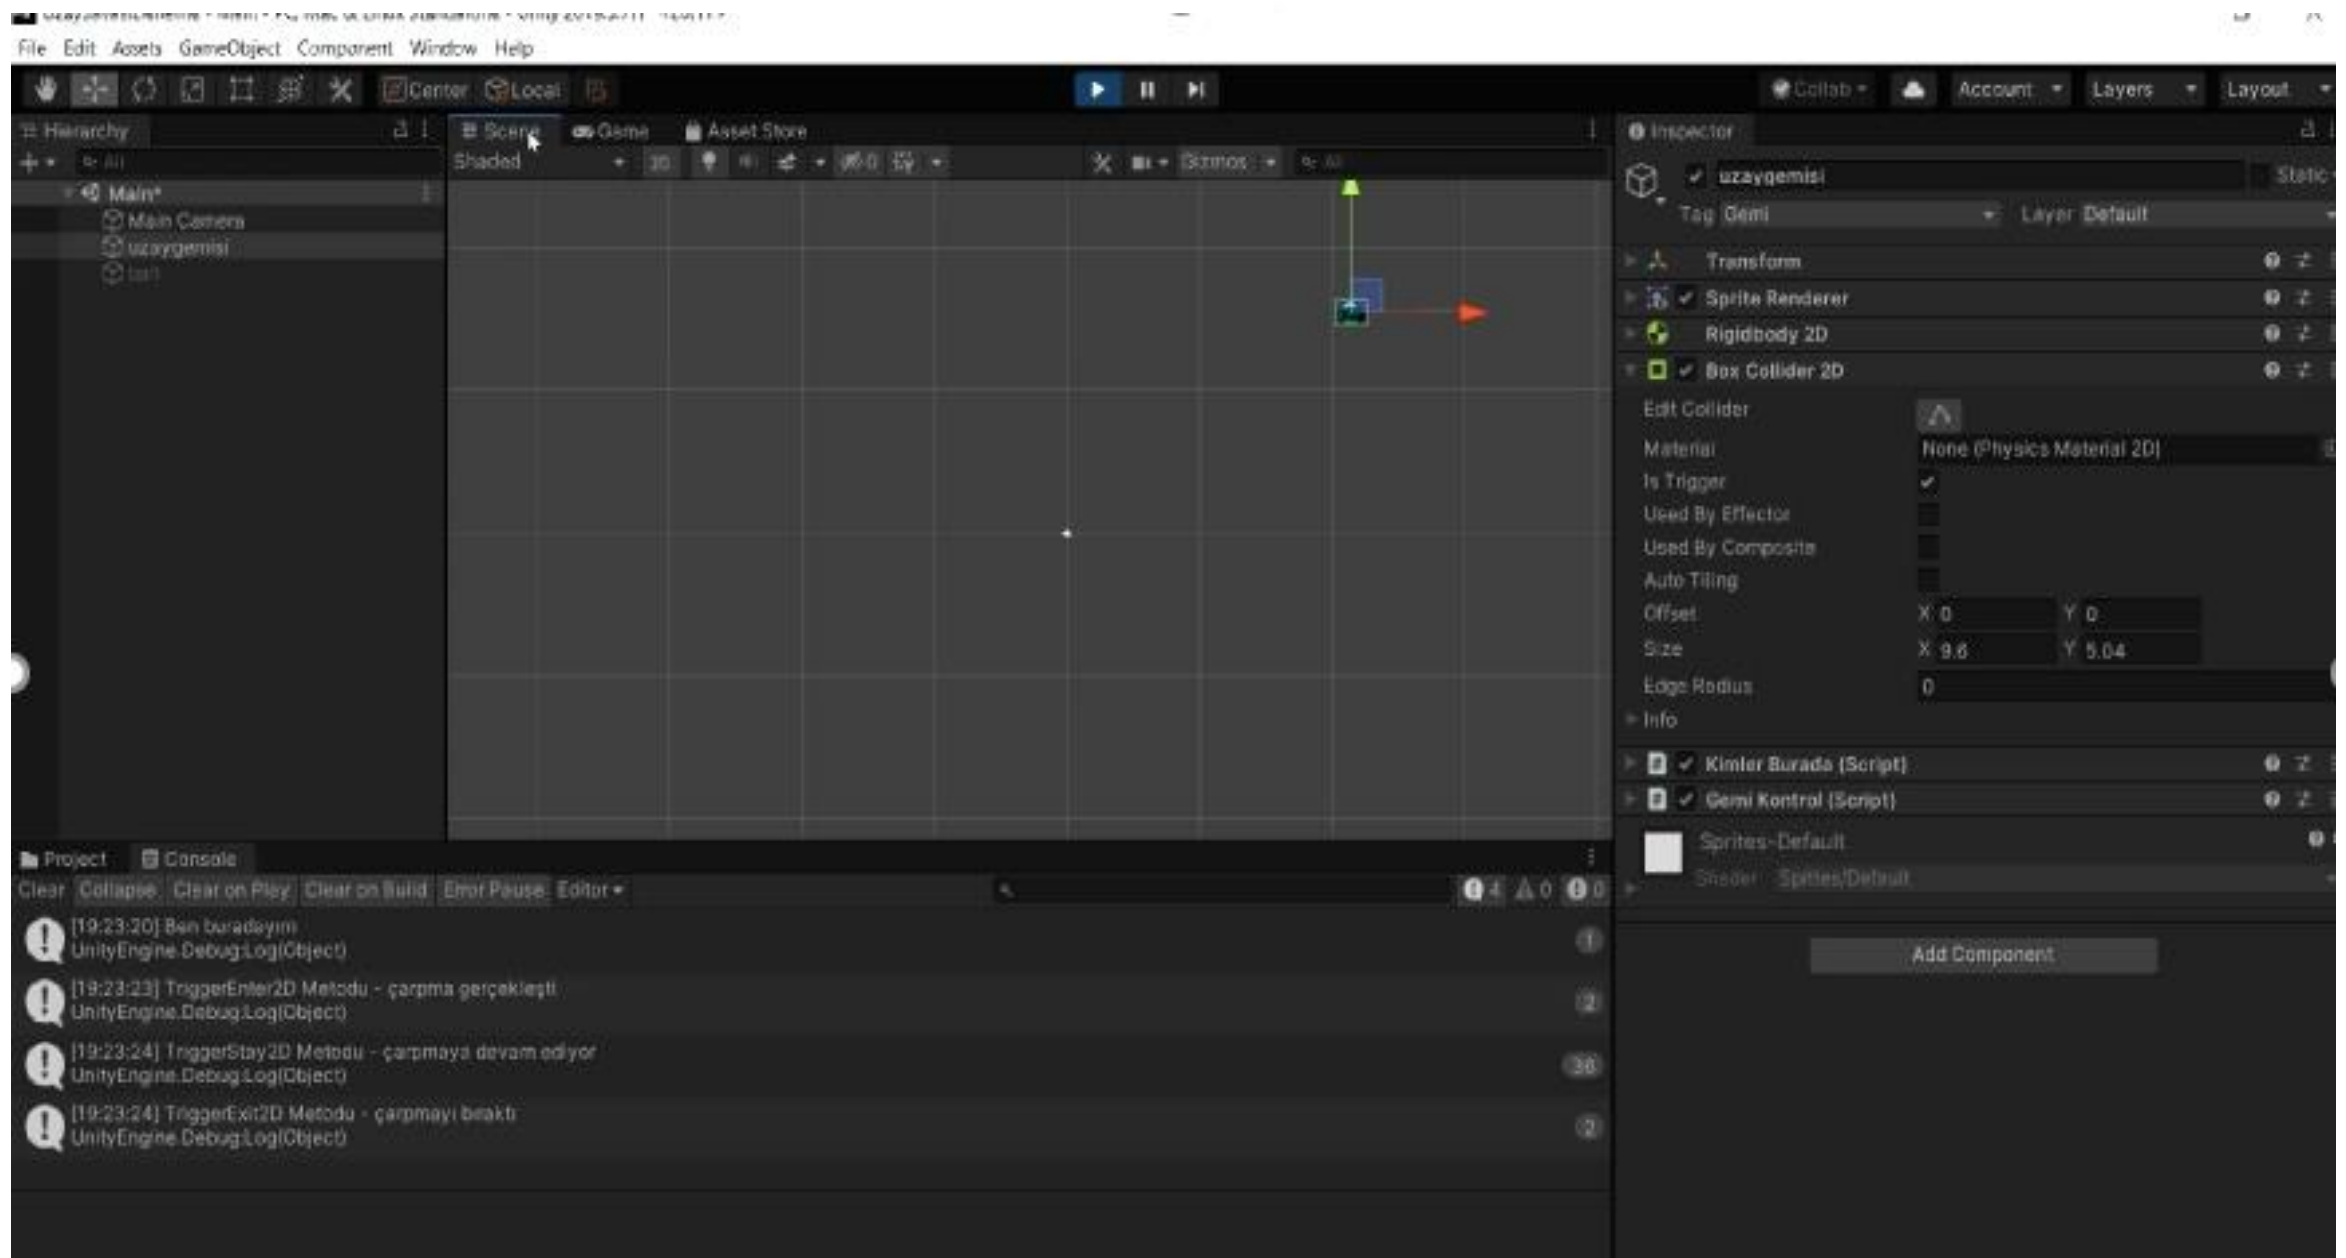 File Edit Assets GameObject Component Window Help
Center Local
Collab Account Layers Layout
Hierarchy
Scene Game Asset Store
Inspector
All
Shaded 2D 0 Gizmos All
uzaygemisi Static
Main*
Main Camera
uzaygemisi
Tag Gemi Layer Default
Transform
Sprite Renderer
Rigidbody 2D
Box Collider 2D
Edit Collider
Material None (Physics Material 2D)
Is Trigger
Used By Effector
Used By Composite
Auto Tiling
Offset X 0 Y 0
Size X 9.6 Y 5.04
Edge Radius 0
Info
Kimler Burada (Script)
Gemi Kontrol (Script)
Sprites-Default
Shader Sprites/Default
Add Component
Project Console
Clear Collapse Clear on Play Clear on Build Error Pause Editor 4 0 0
[19:23:20] Ben buradayım 1
UnityEngine.Debug:Log(Object)
[19:23:23] TriggerEnter2D Metodu - çarpma gerçekleşti 2
UnityEngine.Debug:Log(Object)
[19:23:24] TriggerStay2D Metodu - çarpmaya devam ediyor
UnityEngine.Debug:Log(Object)
[19:23:24] TriggerExit2D Metodu - çarpmayı bıraktı 2
UnityEngine.Debug:Log(Object)